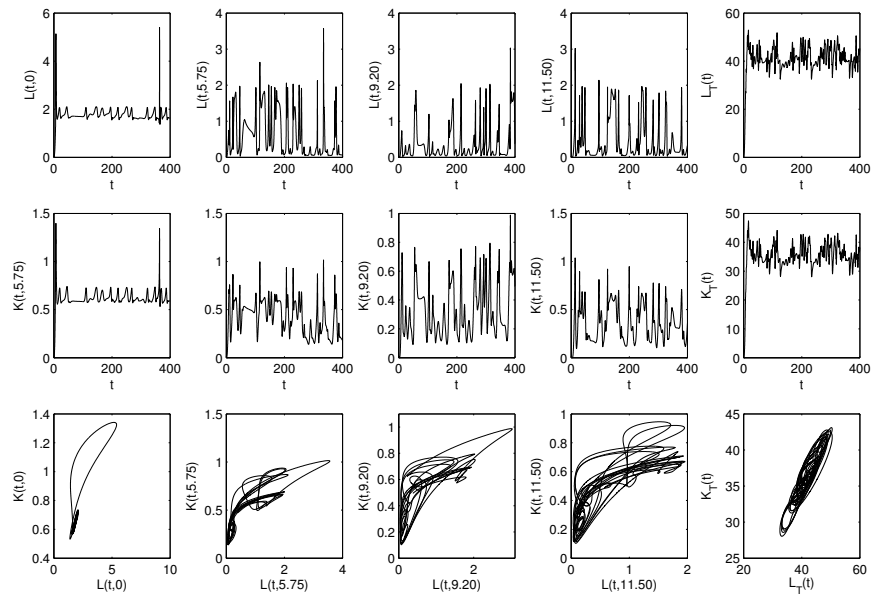 6
4
2
0
L(t,0)
0 200 400
t
4
3
2
1
0
L(t,5.75)
0 200 400
t
4
3
2
1
0
L(t,9.20)
0 200 400
t
4
3
2
1
0
L(t,11.50)
0 200 400
t
60
40
20
0
L_T(t)
0 200 400
t
1.5
1
0.5
0
K(t,5.75)
0 200 400
t
1.5
1
0.5
0
K(t,5.75)
0 200 400
t
1
0.8
0.6
0.4
0.2
0
K(t,9.20)
0 200 400
t
1.5
1
0.5
0
K(t,11.50)
0 200 400
t
50
40
30
20
10
0
K_T(t)
0 200 400
t
1.4
1.2
1
0.8
0.6
0.4
K(t,0)
0 5 10
L(t,0)
1.5
1
0.5
0
K(t,5.75)
0 2 4
L(t,5.75)
1
0.8
0.6
0.4
0.2
0
K(t,9.20)
0 1 2 3
L(t,9.20)
1
0.8
0.6
0.4
0.2
0
K(t,11.50)
0 1 2
L(t,11.50)
45
40
35
30
25
K_T(t)
20 40 60
L_T(t)